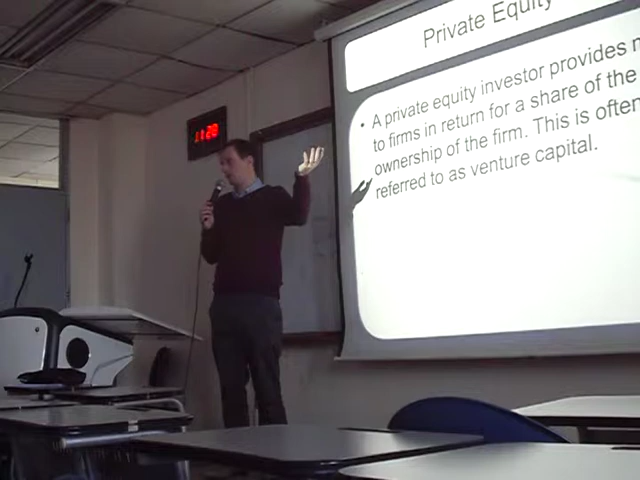 Private Equity
• A private equity investor provides
to firms in return for a share of the
ownership of the firm. This is often
referred to as venture capital.
11:20